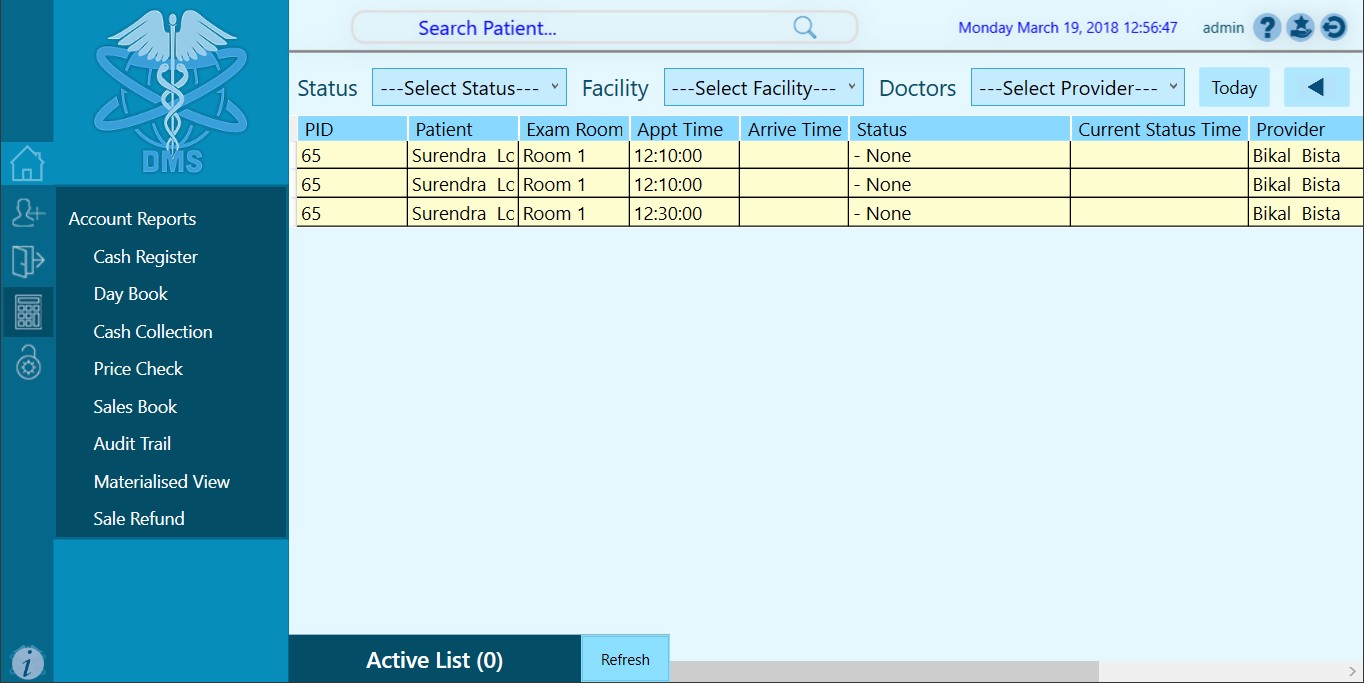 Search Patient...
Monday March 19, 2018 12:56:47
admin
?
Status ---Select Status--- Facility ---Select Facility--- Doctors ---Select Provider--- Today
DMS
PID Patient Exam Room Appt Time Arrive Time Status Current Status Time Provider
65 Surendra Lc Room 1 12:10:00 - None Bikal Bista
65 Surendra Lc Room 1 12:10:00 - None Bikal Bista
65 Surendra Lc Room 1 12:30:00 - None Bikal Bista
Account Reports
Cash Register
Day Book
Cash Collection
Price Check
Sales Book
Audit Trail
Materialised View
Sale Refund
i
Active List (0)
Refresh